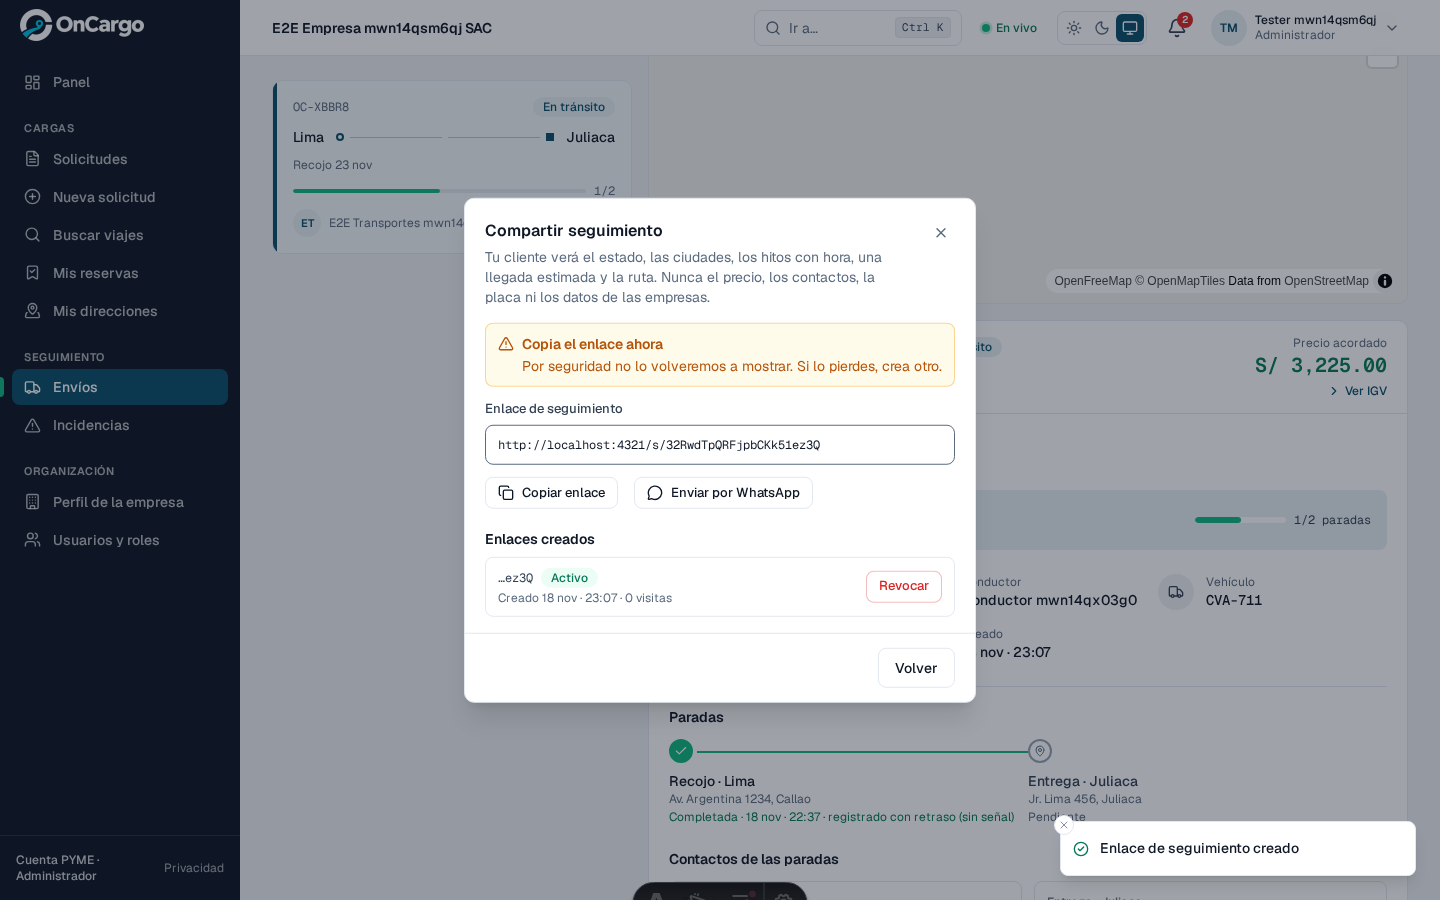 OnCargo
E2E Empresa mwn14qsm6qj SAC
Ir a...
Ctrl K
En vivo
2
TM
Tester mwn14qsm6qj
Administrador
Panel
CARGAS
Solicitudes
Nueva solicitud
Buscar viajes
Mis reservas
Mis direcciones
SEGUIMIENTO
Envíos
Incidencias
ORGANIZACIÓN
Perfil de la empresa
Usuarios y roles
Cuenta PYME ·
Administrador
Privacidad
OC-XBBR8
En tránsito
Lima
Juliaca
Recojo 23 nov
1/2
ET
E2E Transportes
OpenFreeMap © OpenMapTiles Data from OpenStreetMap
Precio acordado
S/ 3,225.00
Ver IGV
1/2 paradas
mwn14qx03g0
Vehículo
CVA-711
nov · 23:07
Compartir seguimiento
Tu cliente verá el estado, las ciudades, los hitos con hora, una
llegada estimada y la ruta. Nunca el precio, los contactos, la
placa ni los datos de las empresas.
Copia el enlace ahora
Por seguridad no lo volveremos a mostrar. Si lo pierdes, crea otro.
Enlace de seguimiento
http://localhost:4321/s/32RwdTpQRFjpbCKk51ez3Q
Copiar enlace
Enviar por WhatsApp
Enlaces creados
…ez3Q
Activo
Creado 18 nov · 23:07 · 0 visitas
Revocar
Volver
Paradas
Recojo · Lima
Av. Argentina 1234, Callao
Completada · 18 nov · 22:37 · registrado con retraso (sin señal)
Entrega · Juliaca
Jr. Lima 456, Juliaca
Contactos de las paradas
Enlace de seguimiento creado